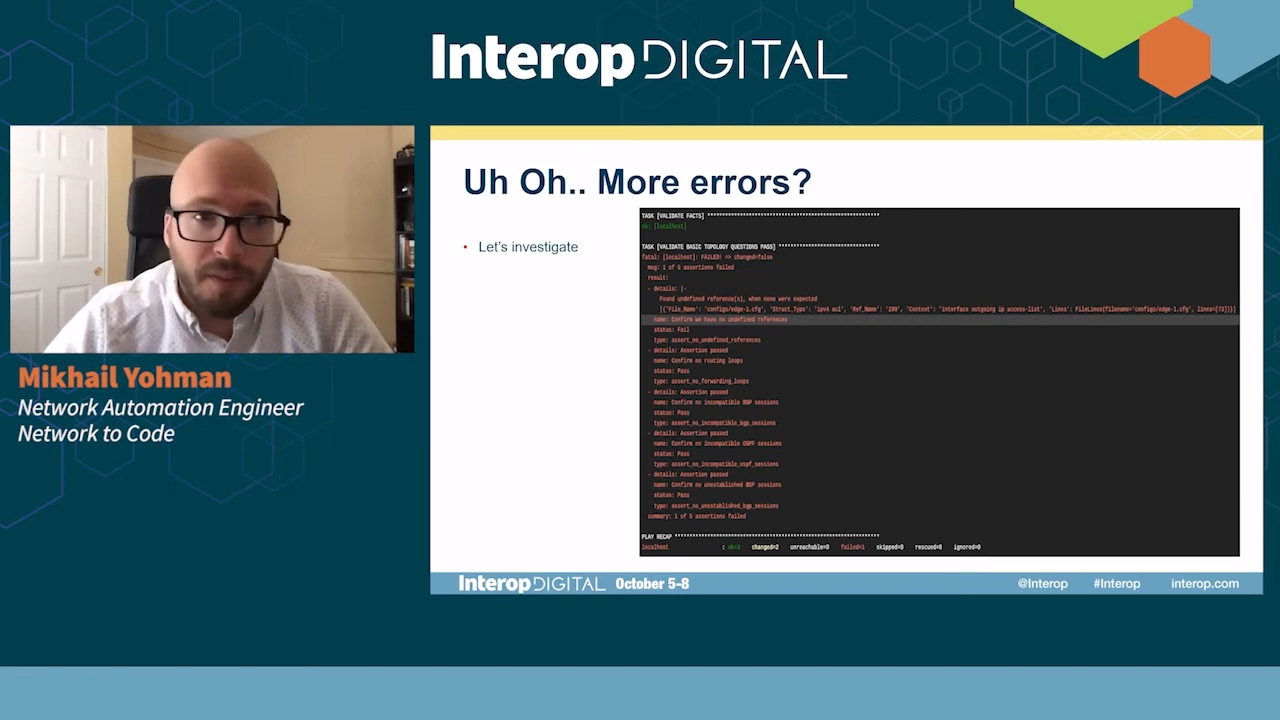 Interop DIGITAL
Mikhail Yohman
Network Automation Engineer
Network to Code
Uh Oh.. More errors?
• Let's investigate
TASK [VALIDATE FACTS] **********************************************************
ok: [localhost]
TASK [VALIDATE BASIC TOPOLOGY QUESTIONS PASS] **********************************
fatal: [localhost]: FAILED! => changed=false
msg: 1 of 5 assertions failed
result:
- details: |-
Found undefined reference(s), when none were expected
[{'File_Name': 'configs/edge-1.cfg', 'Struct_Type': 'ipv4 acl', 'Ref_Name': '299', 'Context': 'interface outgoing ip access-list', 'Lines': FileLines(filename='configs/edge-1.cfg', lines=[73])}]
name: Confirm we have no undefined references
status: Fail
type: assert_no_undefined_references
- details: Assertion passed
name: Confirm no routing loops
status: Pass
type: assert_no_forwarding_loops
- details: Assertion passed
name: Confirm no incompatible BGP sessions
status: Pass
type: assert_no_incompatible_bgp_sessions
- details: Assertion passed
name: Confirm no incompatible OSPF sessions
status: Pass
type: assert_no_incompatible_ospf_sessions
- details: Assertion passed
name: Confirm no unestablished BGP sessions
status: Pass
type: assert_no_unestablished_bgp_sessions
summary: 1 of 5 assertions failed
PLAY RECAP *********************************************************************
localhost : ok=3 changed=2 unreachable=0 failed=1 skipped=0 rescued=0 ignored=0
Interop DIGITAL October 5-8 @Interop #Interop interop.com